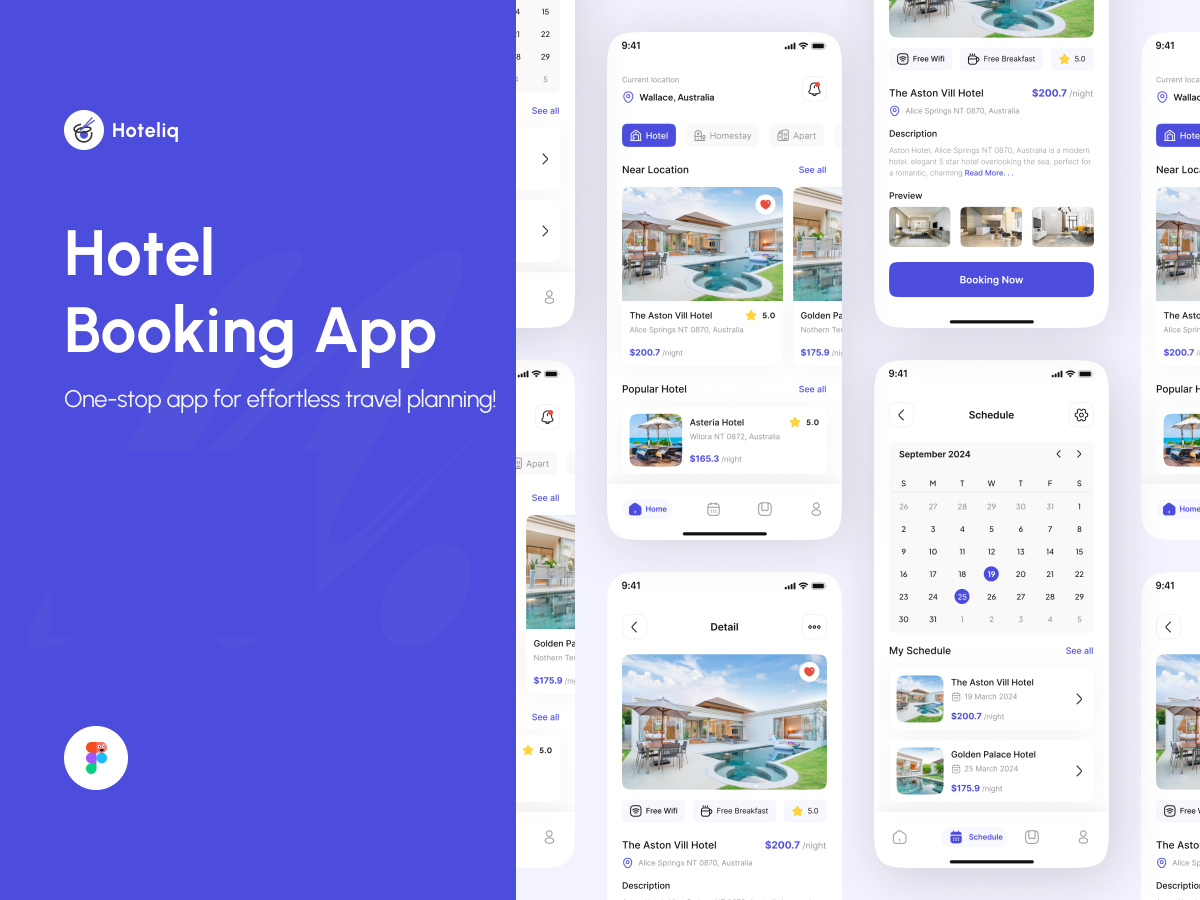 Hoteliq
Hotel
Booking App
One-stop app for effortless travel planning!
15
22
29
5
See all
Apart
See all
Golden Pa
$175.9
See all
5.0
9:41
Current location
Wallace, Australia
Hotel
Homestay
Apart
Near Location
See all
The Aston Vill Hotel
5.0
Alice Springs NT 0870, Australia
$200.7 /night
Golden Pa
Nothern Ter
$175.9 /nig
Popular Hotel
See all
Asteria Hotel
5.0
Wilora NT 0872, Australia
$165.3 /night
Home
9:41
Detail
Free Wifi
Free Breakfast
5.0
The Aston Vill Hotel
$200.7 /night
Alice Springs NT 0870, Australia
Description
Free Wifi
Free Breakfast
5.0
The Aston Vill Hotel
$200.7 /night
Alice Springs NT 0870, Australia
Description
Aston Hotel, Alice Springs NT 0870, Australia is a modern
hotel. elegant 5 star hotel overlooking the sea. perfect for
a romantic, charming Read More. . .
Preview
Booking Now
9:41
Schedule
September 2024
S M T W T F S
26 27 28 29 30 31 1
2 3 4 5 6 7 8
9 10 11 12 13 14 15
16 17 18 19 20 21 22
23 24 25 26 27 28 29
30 31 1 2 3 4 5
My Schedule
See all
The Aston Vill Hotel
19 March 2024
$200.7 /night
Golden Palace Hotel
25 March 2024
$175.9 /night
Schedule
9:41
Current loc
Wallac
Hote
Near Loc
The Asto
Alice Sprin
$200.7 /
Popular H
Home
9:41
Free W
The Asto
Alice Sp
Description